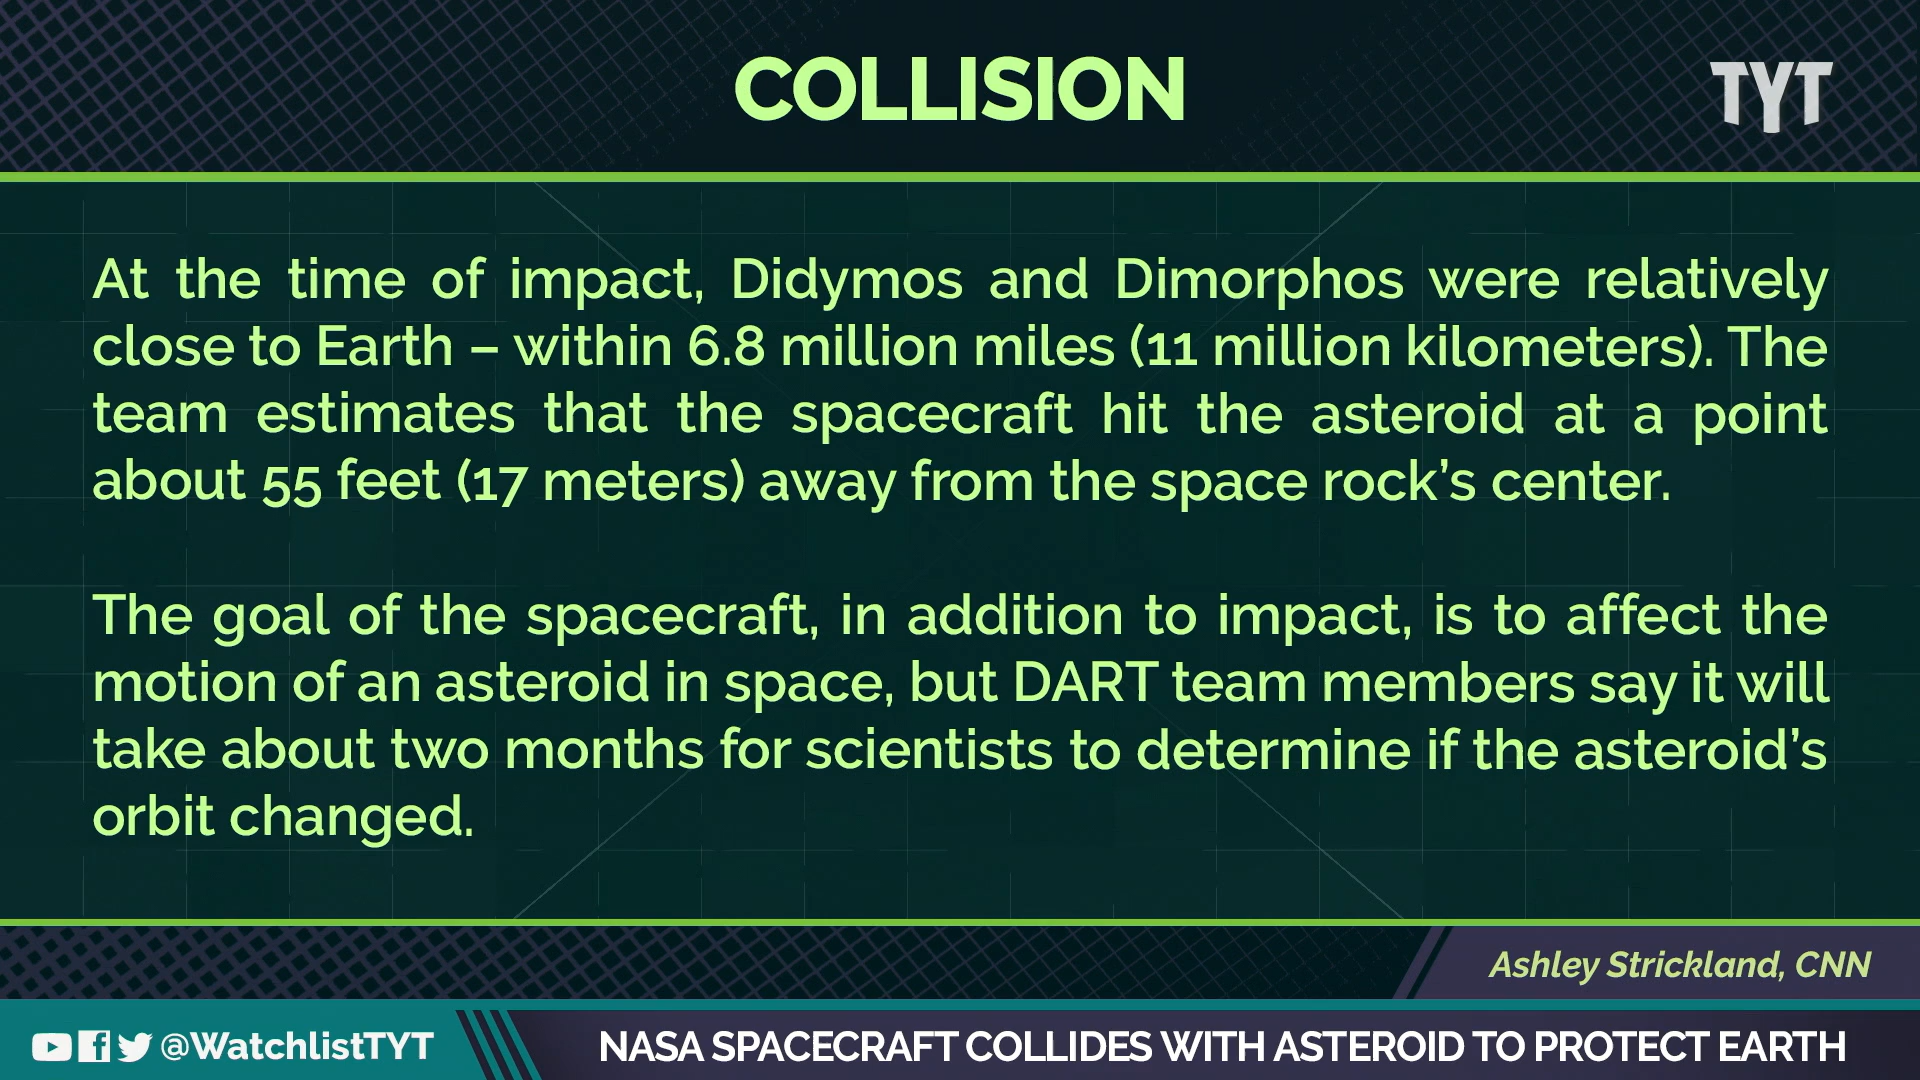 COLLISION
TYT
At the time of impact, Didymos and Dimorphos were relatively
close to Earth – within 6.8 million miles (11 million kilometers). The
team estimates that the spacecraft hit the asteroid at a point
about 55 feet (17 meters) away from the space rock’s center.
The goal of the spacecraft, in addition to impact, is to affect the
motion of an asteroid in space, but DART team members say it will
take about two months for scientists to determine if the asteroid’s
orbit changed.
Ashley Strickland, CNN
@WatchlistTYT
NASA SPACECRAFT COLLIDES WITH ASTEROID TO PROTECT EARTH